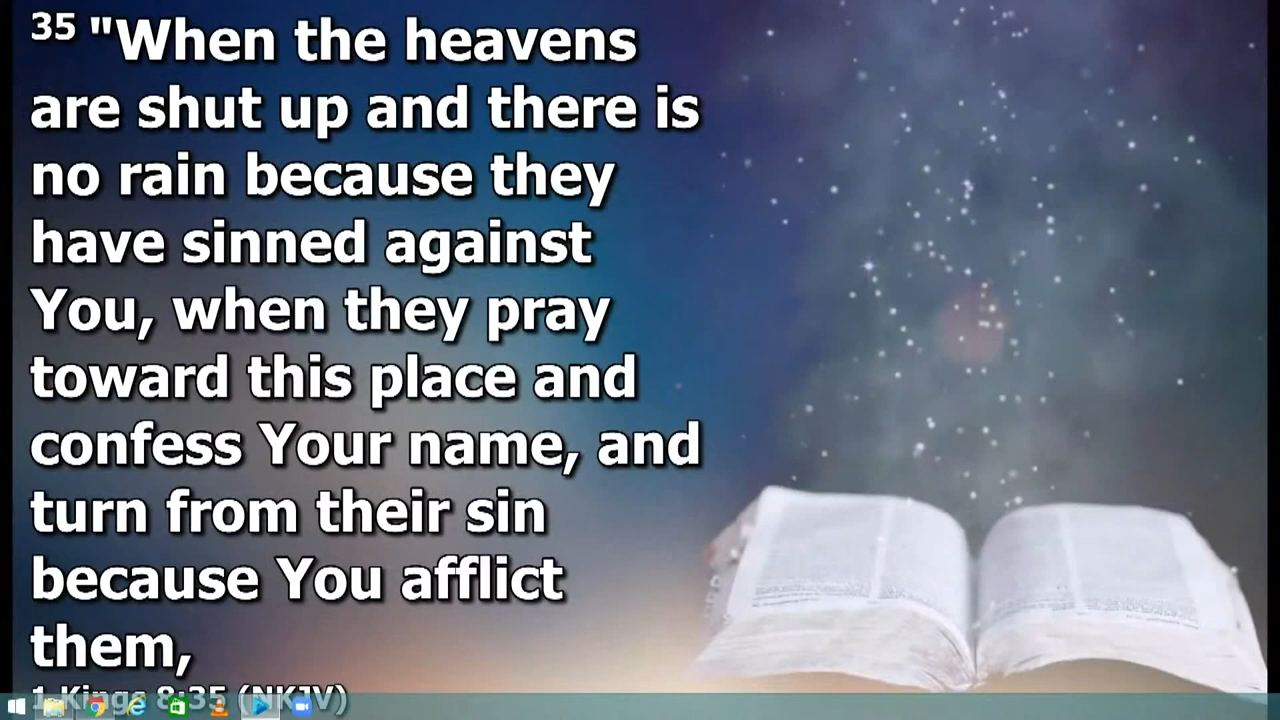 35 "When the heavens
are shut up and there is
no rain because they
have sinned against
You, when they pray
toward this place and
confess Your name, and
turn from their sin
because You afflict
them,
1 Kings 8:35 (NKJV)